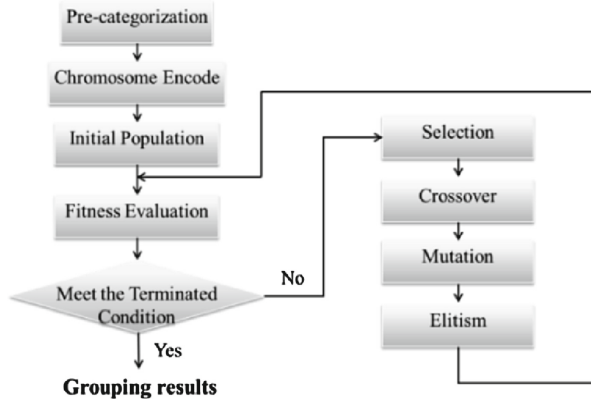 Pre-categorization
Chromosome Encode
Initial Population
Fitness Evaluation
Meet the Terminated
Condition
Yes
Grouping results
No
Selection
Crossover
Mutation
Elitism